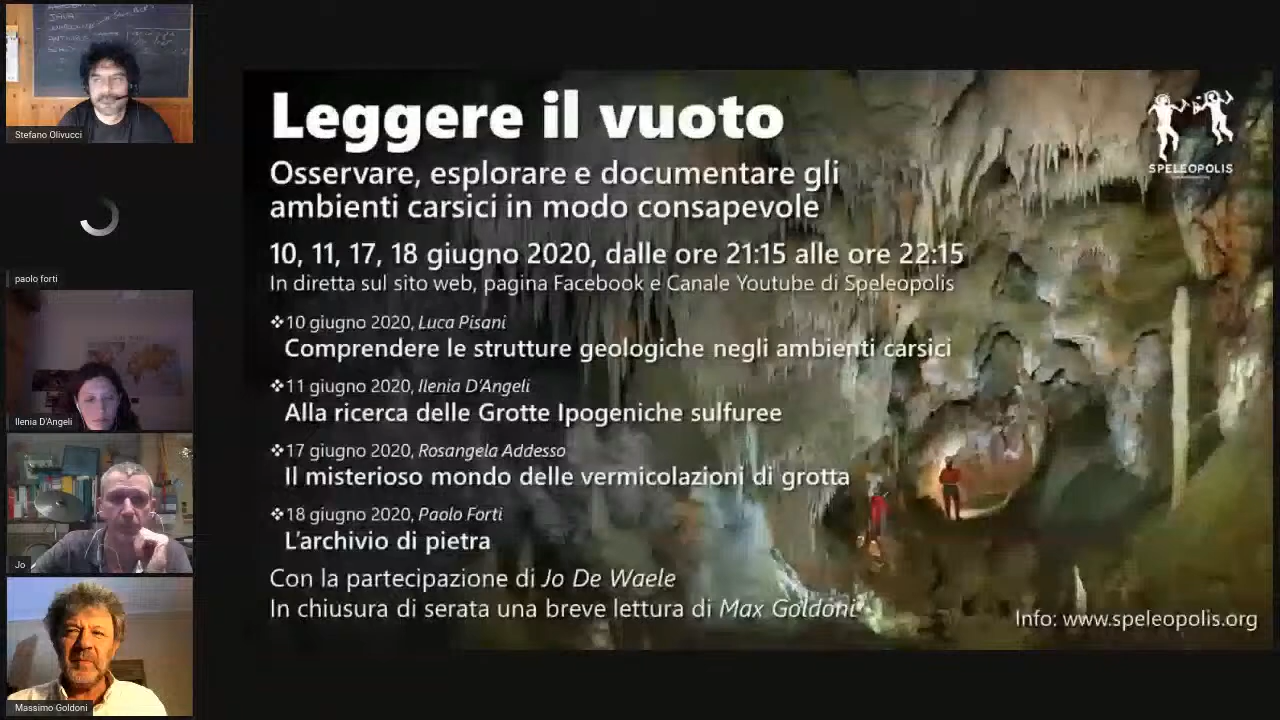 Stefano Olivucci
paolo forti
Ilenia D'Angeli
Jo
Massimo Goldoni
Leggere il vuoto
Osservare, esplorare e documentare gli
ambienti carsici in modo consapevole
10, 11, 17, 18 giugno 2020, dalle ore 21:15 alle ore 22:15
In diretta sul sito web, pagina Facebook e Canale Youtube di Speleopolis
❖10 giugno 2020, Luca Pisani
Comprendere le strutture geologiche negli ambienti carsici
❖11 giugno 2020, Ilenia D'Angeli
Alla ricerca delle Grotte Ipogeniche sulfuree
❖17 giugno 2020, Rosangela Addesso
Il misterioso mondo delle vermicolazioni di grotta
❖18 giugno 2020, Paolo Forti
L'archivio di pietra
Con la partecipazione di Jo De Waele
In chiusura di serata una breve lettura di Max Goldoni
SPELEOPOLIS
Info: www.speleopolis.org